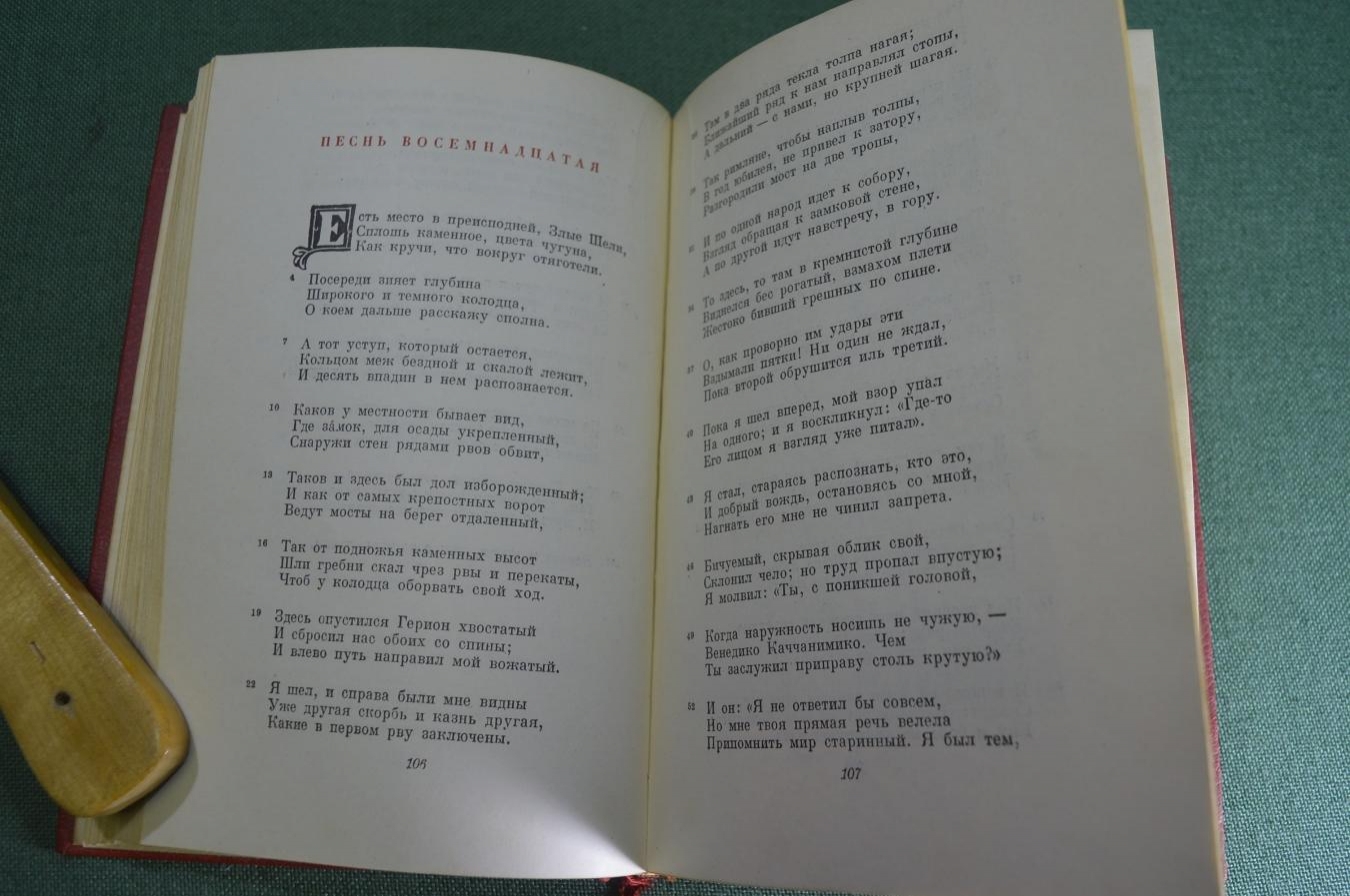 ПЕСНЬ ВОСЕМНАДЦАТАЯ
Есть место в преисподней, Злые Щели,
Сплошь каменное, цвета чугуна,
Как кручи, что вокруг отяготели.
4 Посереди зияет глубина
Широкого и темного колодца,
О коем дальше расскажу сполна.
7 А тот уступ, который остается,
Кольцом меж бездной и скалой лежит,
И десять впадин в нем распознается.
10 Каков у местности бывает вид,
Где за́мок, для осады укрепленный,
Снаружи стен рядами рвов обвит,
13 Таков и здесь был дол изборожденный;
И как от самых крепостных ворот
Ведут мосты на берег отдаленный,
16 Так от подножья каменных высот
Шли гребни скал чрез рвы и перекаты,
Чтоб у колодца оборвать свой ход.
19 Здесь опустился Герион хвостатый
И сбросил нас обоих со спины;
И влево путь направил мой вожатый.
22 Я шел, и справа были мне видны
Уже другая скорбь и казнь другая,
Какие в первом рву заключены.
106
25 Там в два ряда текла толпа нагая;
Ближайший ряд к нам направлял стопы,
А дальний — с нами, но крупней шагая.
28 Так римляне, чтобы наплыв толпы,
В год юбилея, не привел к затору,
Разгородили мост на две тропы,
31 И по одной народ идет к собору,
Взгляд обращая к замковой стене,
А по другой идут навстречу, в гору.
34 То здесь, то там в кремнистой глубине
Виднелся бес рогатый, взмахом плети
Жестоко бивший грешных по спине.
37 О, как проворно им удары эти
Вздымали пятки! Ни один не ждал,
Пока второй обрушится иль третий.
40 Пока я шел вперед, мой взор упал
На одного; и я воскликнул: «Где-то
Его лицом я взгляд уже питал».
43 Я стал, стараясь распознать, кто это,
И добрый вождь, остановясь со мной,
Нагнать его мне не чинил запрета.
46 Бичуемый, скрывая облик свой,
Склонил чело; но труд пропал впустую;
Я молвил: «Ты, с поникшей головой,
49 Когда наружность носишь не чужую, —
Венедико Каччанимико. Чем
Ты заслужил приправу столь крутую?»
52 И он: «Я не ответил бы совсем,
Но мне твоя прямая речь велела
Припомнить мир старинный. Я был тем,
107